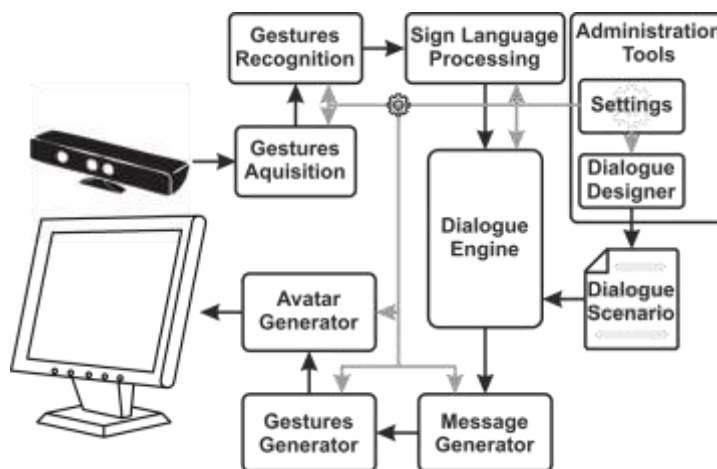 Gestures
Recognition
Sign Language
Processing
Administration
Tools
Settings
Gestures
Aquisition
Dialogue
Designer
Dialogue
Engine
Dialogue
Scenario
Avatar
Generator
Gestures
Generator
Message
Generator